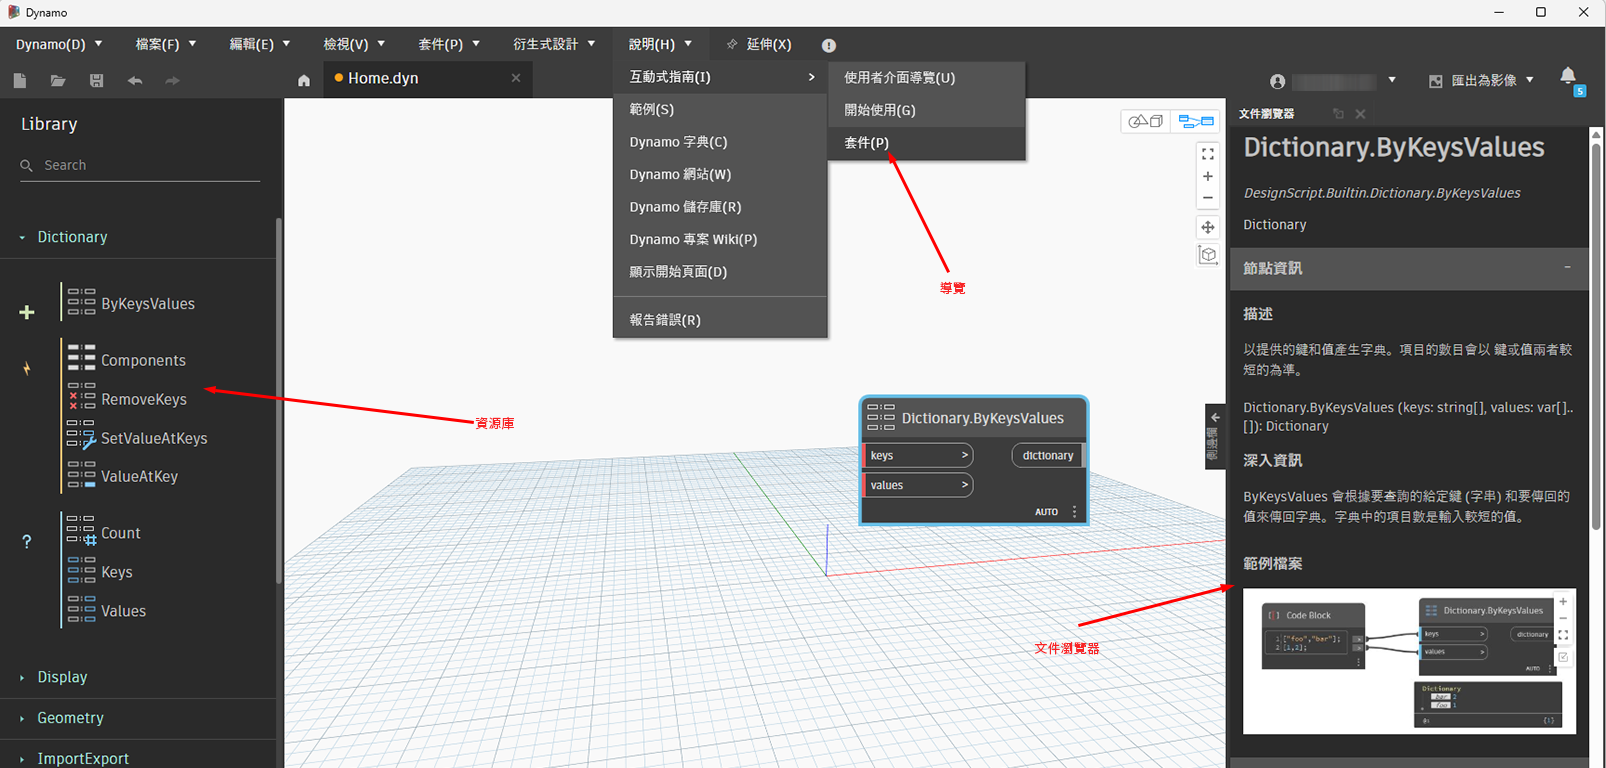 Dynamo
Dynamo(D)
檔案(F)
編輯(E)
檢視(V)
套件(P)
衍生式設計
說明(H)
延伸(X)
Home.dyn
匯出為影像
5
互動式指南(I)
範例(S)
Dynamo 字典(C)
Dynamo 網站(W)
Dynamo 儲存庫(R)
Dynamo 專案 Wiki(P)
顯示開始頁面(D)
報告錯誤(R)
使用者介面導覽(U)
開始使用(G)
套件(P)
導覽
Library
Search
Dictionary
ByKeysValues
Components
RemoveKeys
SetValueAtKeys
ValueAtKey
Count
Keys
Values
Display
Geometry
ImportExport
資源庫
Dictionary.ByKeysValues
keys >
dictionary
values >
AUTO
文件瀏覽器
側邊欄
文件瀏覽器
Dictionary.ByKeysValues
DesignScript.Builtin.Dictionary.ByKeysValues
Dictionary
節點資訊
描述
以提供的鍵和值產生字典。項目的數目會以 鍵或值兩者較
短的為準。
Dictionary.ByKeysValues (keys: string[], values: var[]..
[]): Dictionary
深入資訊
ByKeysValues 會根據要查詢的給定鍵 (字串) 和要傳回的
值來傳回字典。字典中的項目數是輸入較短的值。
範例檔案
Code Block
1 ["foo","bar"];
2 [1,2];
Dictionary.ByKeysValues
keys >
dictionary
values >
AUTO
Dictionary
bar 2
foo 1
{1}